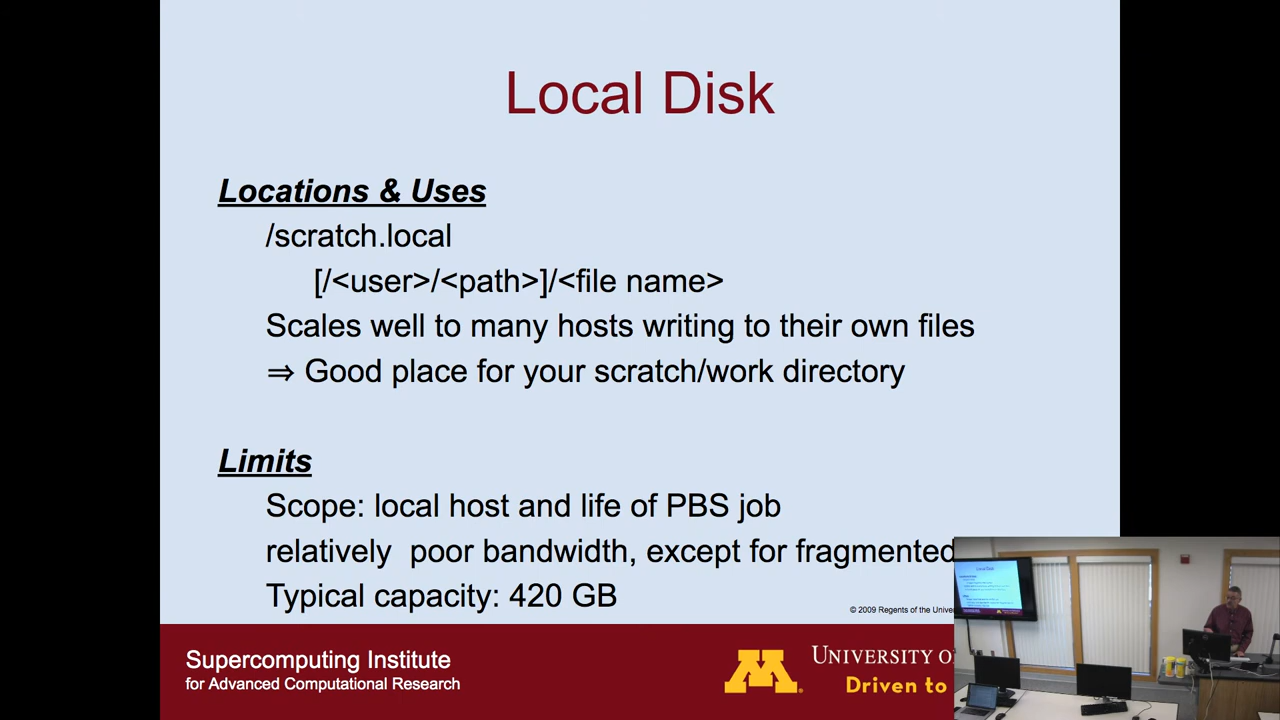 Local Disk
Locations & Uses
/scratch.local
[/<user>/<path>]/<file name>
Scales well to many hosts writing to their own files
⇒ Good place for your scratch/work directory
Limits
Scope: local host and life of PBS job
relatively poor bandwidth, except for fragmented
Typical capacity: 420 GB
© 2009 Regents of the
Supercomputing Institute
for Advanced Computational Research
M
UNIVERSITY
Driven to
Local Disk